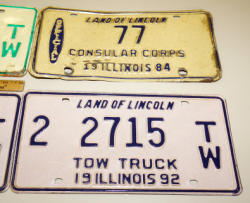 LAND OF LINCOLN
OFFICIAL
77
CONSULAR CORPS
19 ILLINOIS 84
TW
LAND OF LINCOLN
2 2715 TW
TOW TRUCK
19 ILLINOIS 92